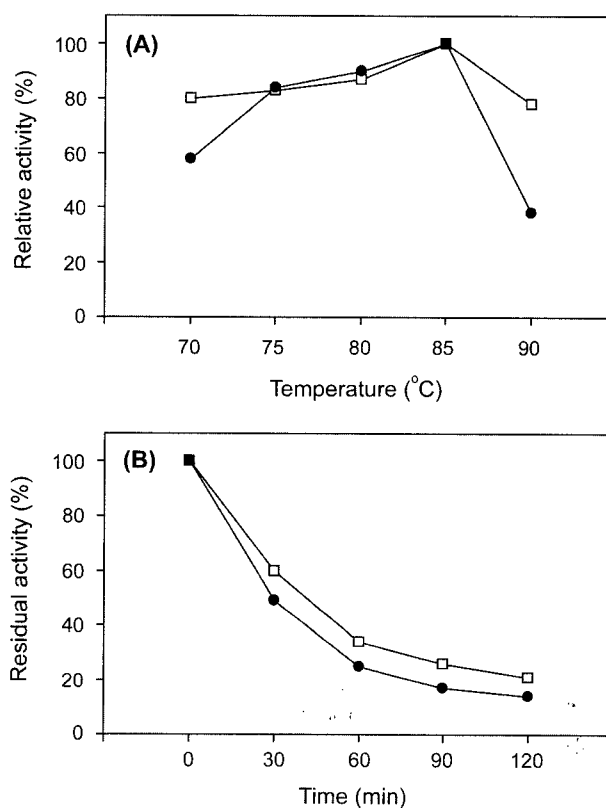 (A)
Relative activity (%)
100
80
60
40
20
0
70 75 80 85 90
Temperature (°C)
(B)
Residual activity (%)
100
80
60
40
20
0
0 30 60 90 120
Time (min)